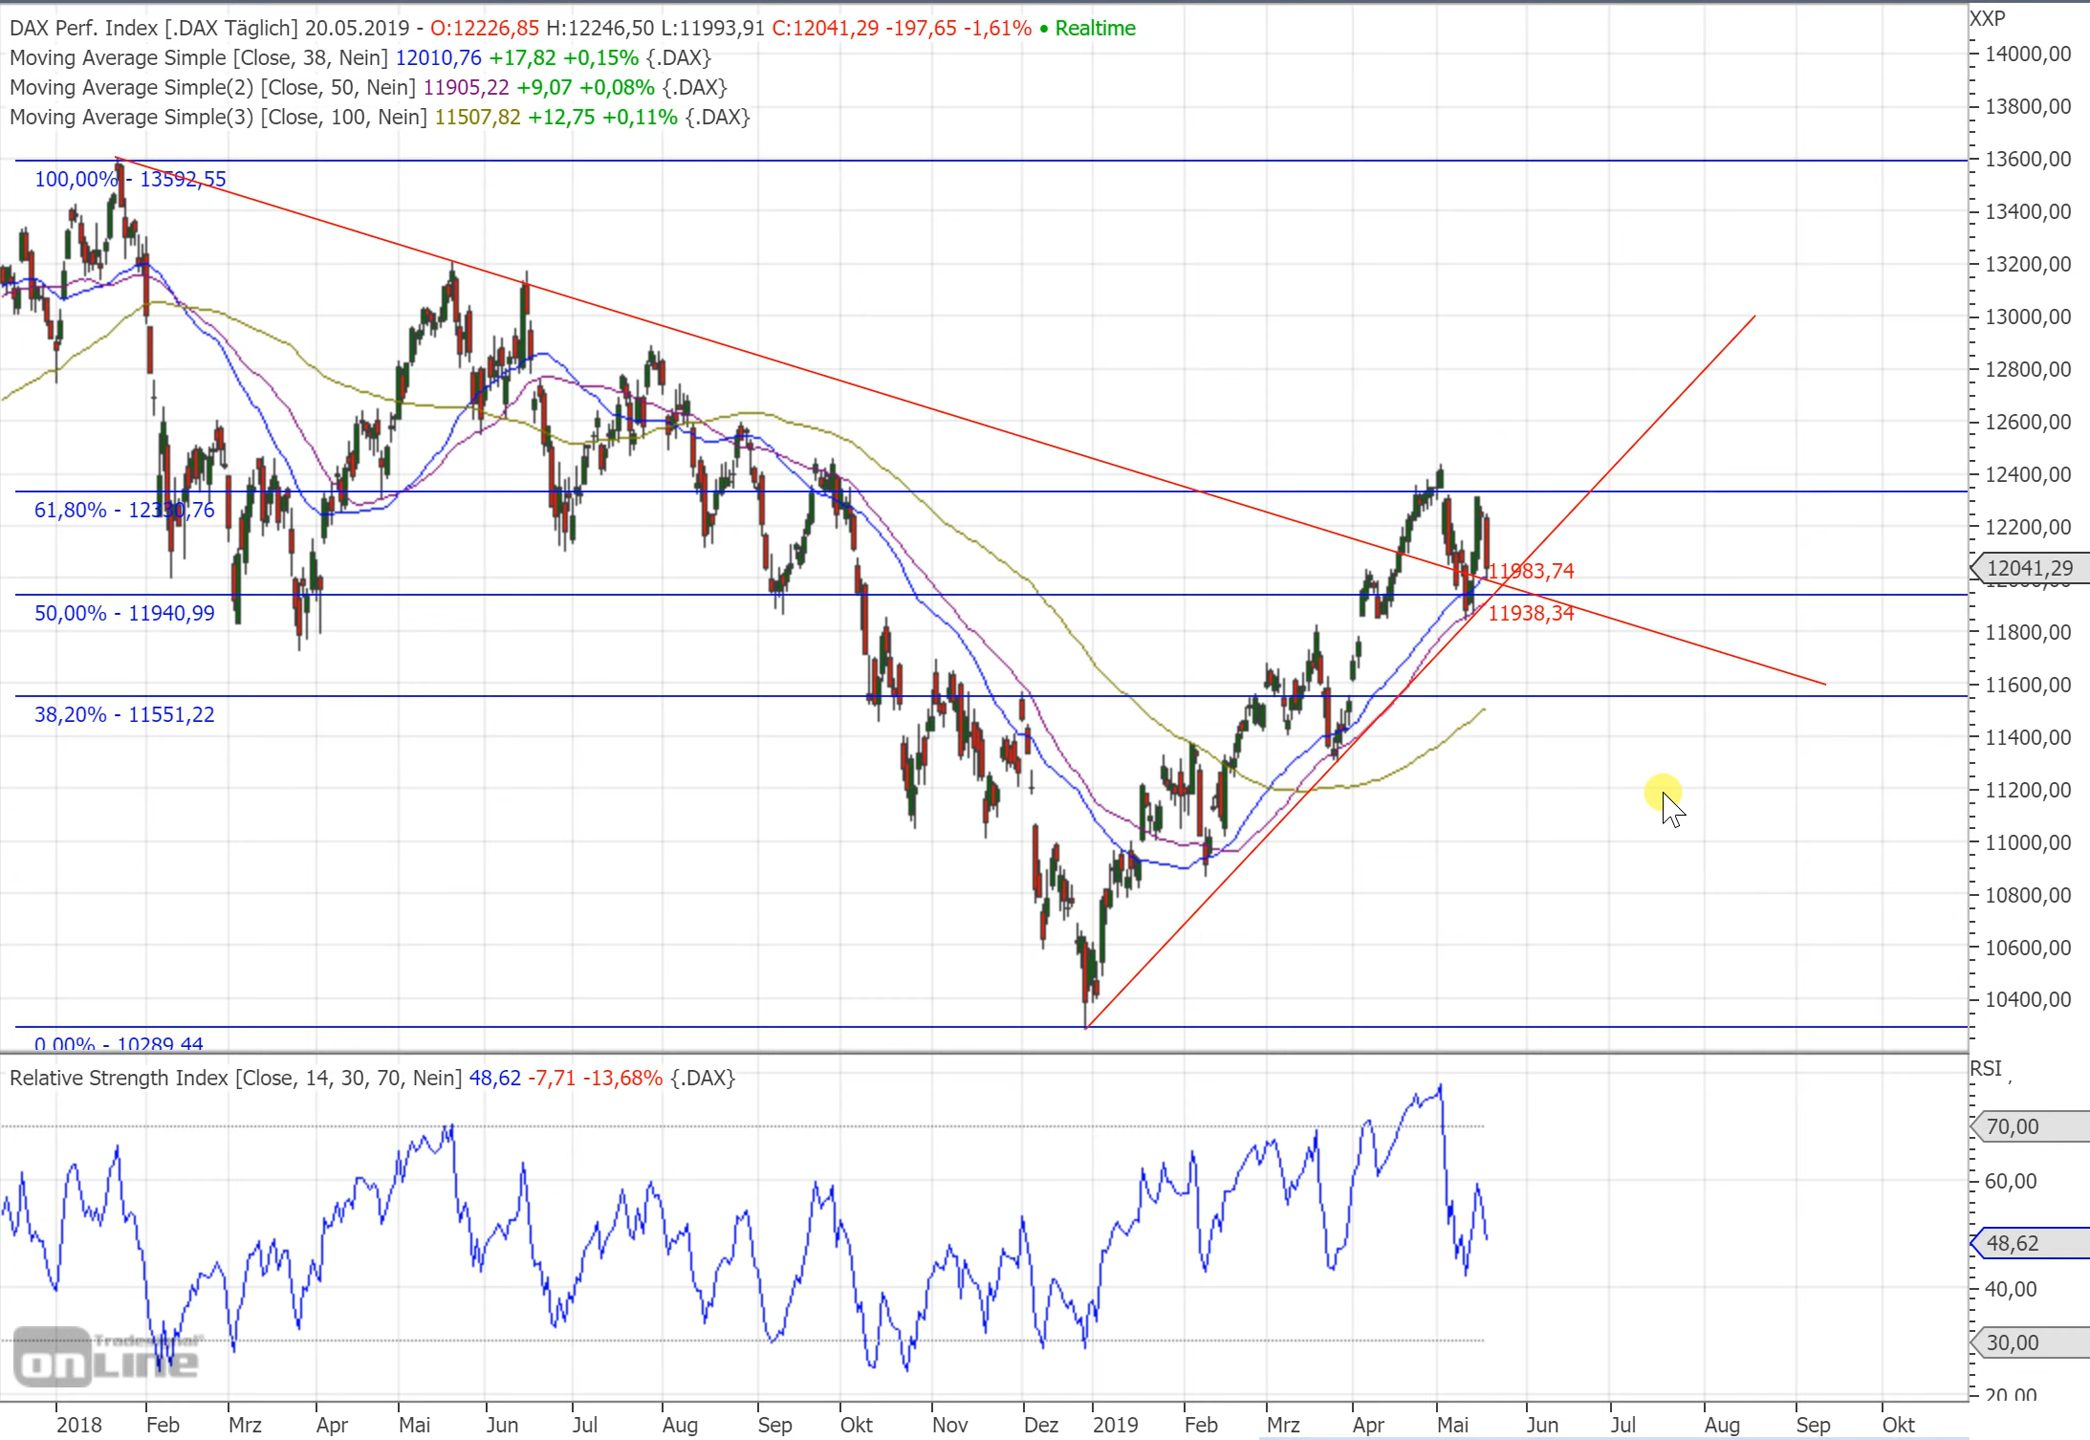 DAX Perf. Index [.DAX Täglich] 20.05.2019 - O:12226,85 H:12246,50 L:11993,91 C:12041,29 -197,65 -1,61% • Realtime
Moving Average Simple [Close, 38, Nein] 12010,76 +17,82 +0,15% {.DAX}
Moving Average Simple(2) [Close, 50, Nein] 11905,22 +9,07 +0,08% {.DAX}
Moving Average Simple(3) [Close, 100, Nein] 11507,82 +12,75 +0,11% {.DAX}
XXP
14000,00
13800,00
13600,00
13400,00
13200,00
13000,00
12800,00
12600,00
12400,00
12200,00
12041,29
11800,00
11600,00
11400,00
11200,00
11000,00
10800,00
10600,00
10400,00
100,00% - 13592,55
61,80% - 12330,76
50,00% - 11940,99
38,20% - 11551,22
0,00% - 10289,44
11983,74
11938,34
Relative Strength Index [Close, 14, 30, 70, Nein] 48,62 -7,71 -13,68% {.DAX}
RSI
70,00
60,00
48,62
40,00
30,00
20,00
onLine
2018 Feb Mrz Apr Mai Jun Jul Aug Sep Okt Nov Dez 2019 Feb Mrz Apr Mai Jun Jul Aug Sep Okt